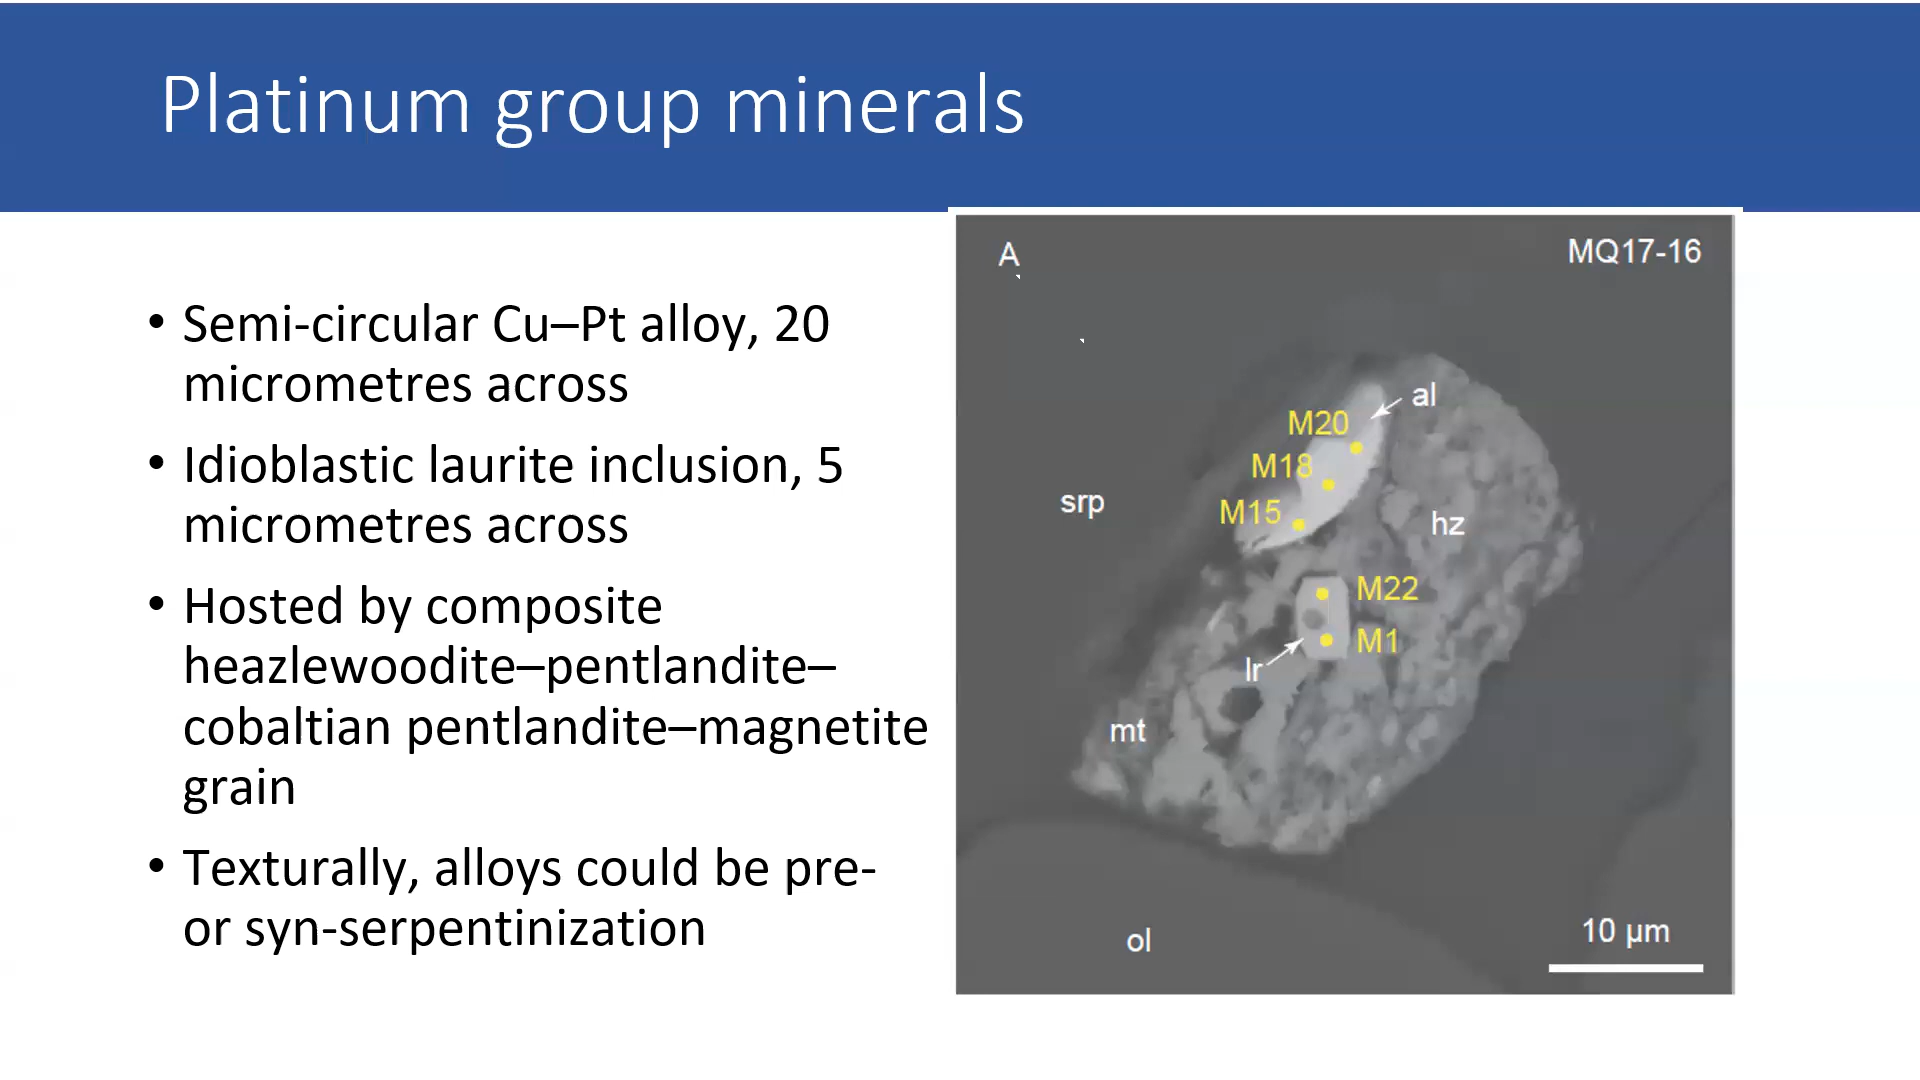 Platinum group minerals
A
MQ17-16
• Semi-circular Cu–Pt alloy, 20
micrometres across
• Idioblastic laurite inclusion, 5
micrometres across
• Hosted by composite
heazlewoodite–pentlandite–
cobaltian pentlandite–magnetite
grain
• Texturally, alloys could be pre-
or syn-serpentinization
al
M20
M18
srp
M15
hz
M22
M1
lr
mt
ol
10 µm